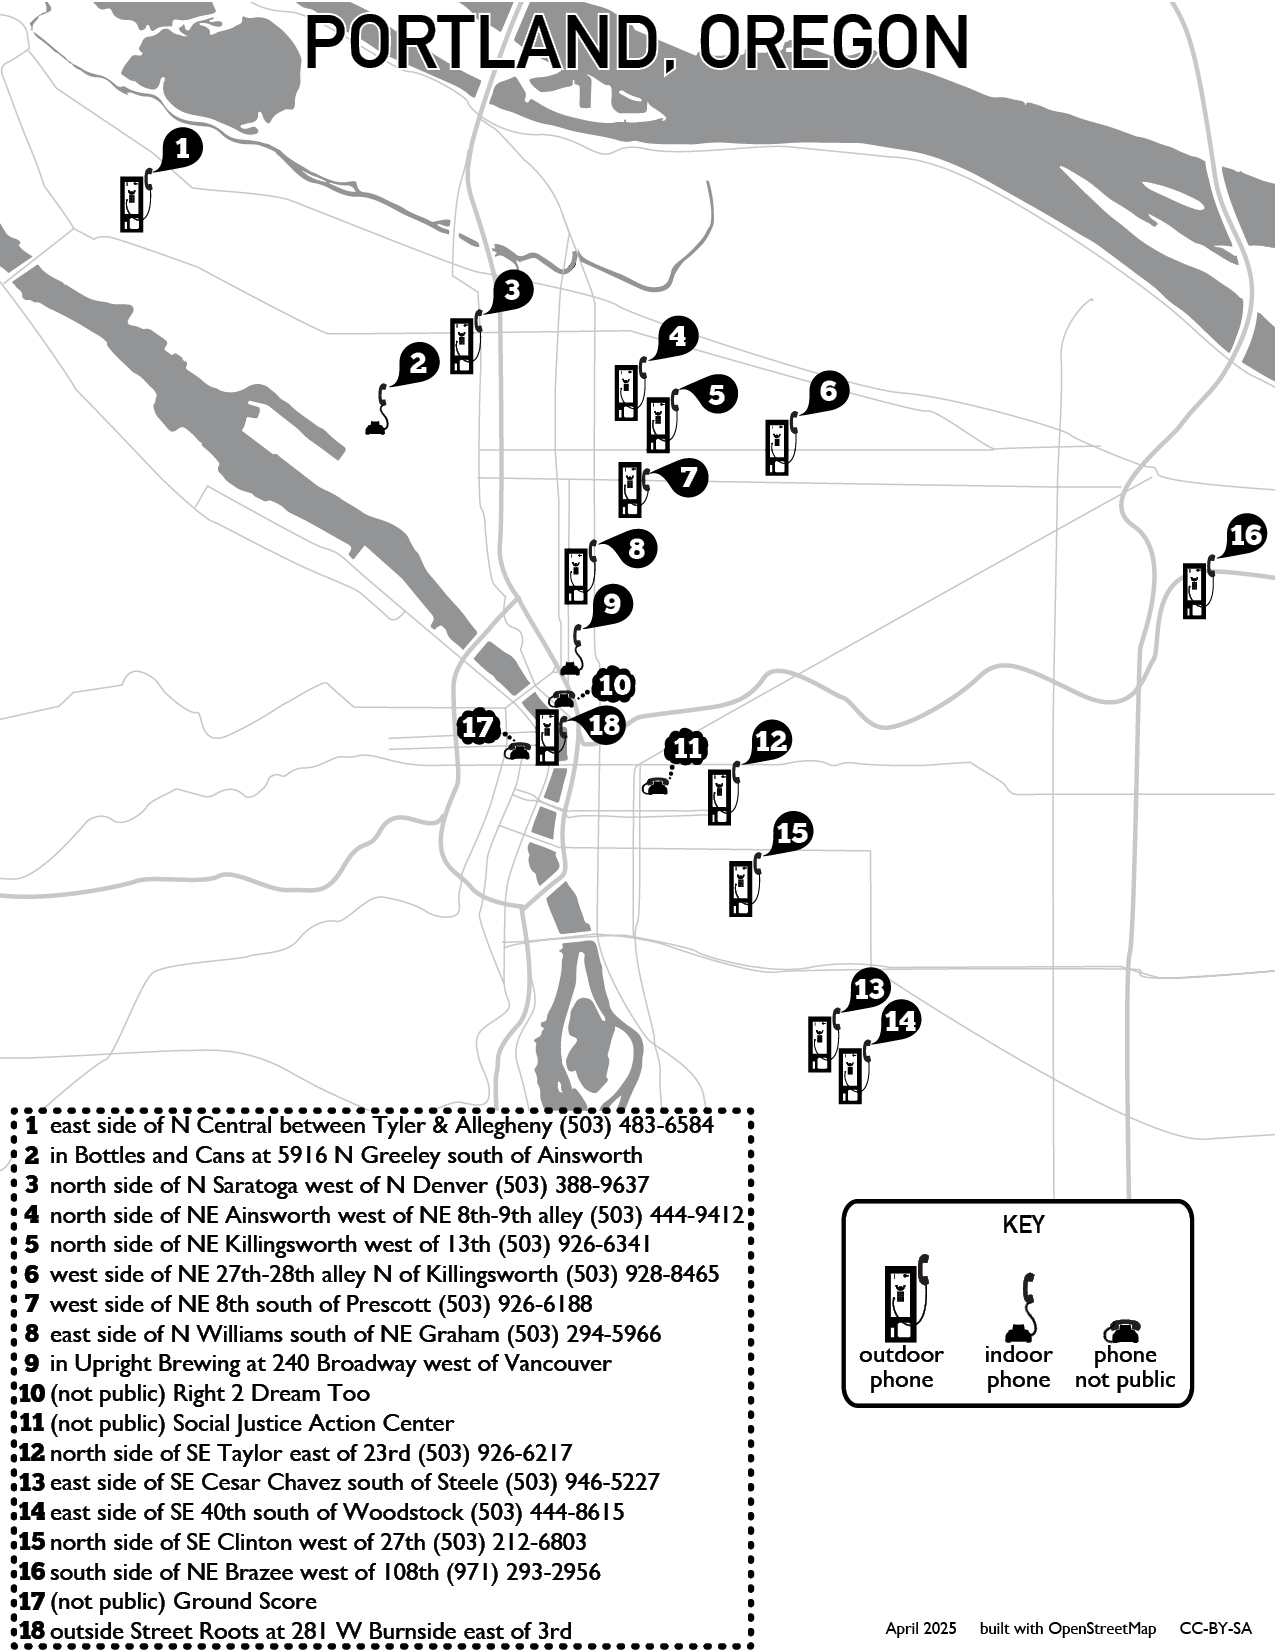 PORTLAND, OREGON
1
3
2
4
5
6
7
16
8
9
10
17
18
11
12
15
13
14
1 east side of N Central between Tyler & Allegheny (503) 483-6584
2 in Bottles and Cans at 5916 N Greeley south of Ainsworth
3 north side of N Saratoga west of N Denver (503) 388-9637
4 north side of NE Ainsworth west of NE 8th-9th alley (503) 444-9412
5 north side of NE Killingsworth west of 13th (503) 926-6341
6 west side of NE 27th-28th alley N of Killingsworth (503) 928-8465
7 west side of NE 8th south of Prescott (503) 926-6188
8 east side of N Williams south of NE Graham (503) 294-5966
9 in Upright Brewing at 240 Broadway west of Vancouver
10 (not public) Right 2 Dream Too
11 (not public) Social Justice Action Center
12 north side of SE Taylor east of 23rd (503) 926-6217
13 east side of SE Cesar Chavez south of Steele (503) 946-5227
14 east side of SE 40th south of Woodstock (503) 444-8615
15 north side of SE Clinton west of 27th (503) 212-6803
16 south side of NE Brazee west of 108th (971) 293-2956
17 (not public) Ground Score
18 outside Street Roots at 281 W Burnside east of 3rd
KEY
outdoor phone
indoor phone
phone not public
April 2025 built with OpenStreetMap CC-BY-SA